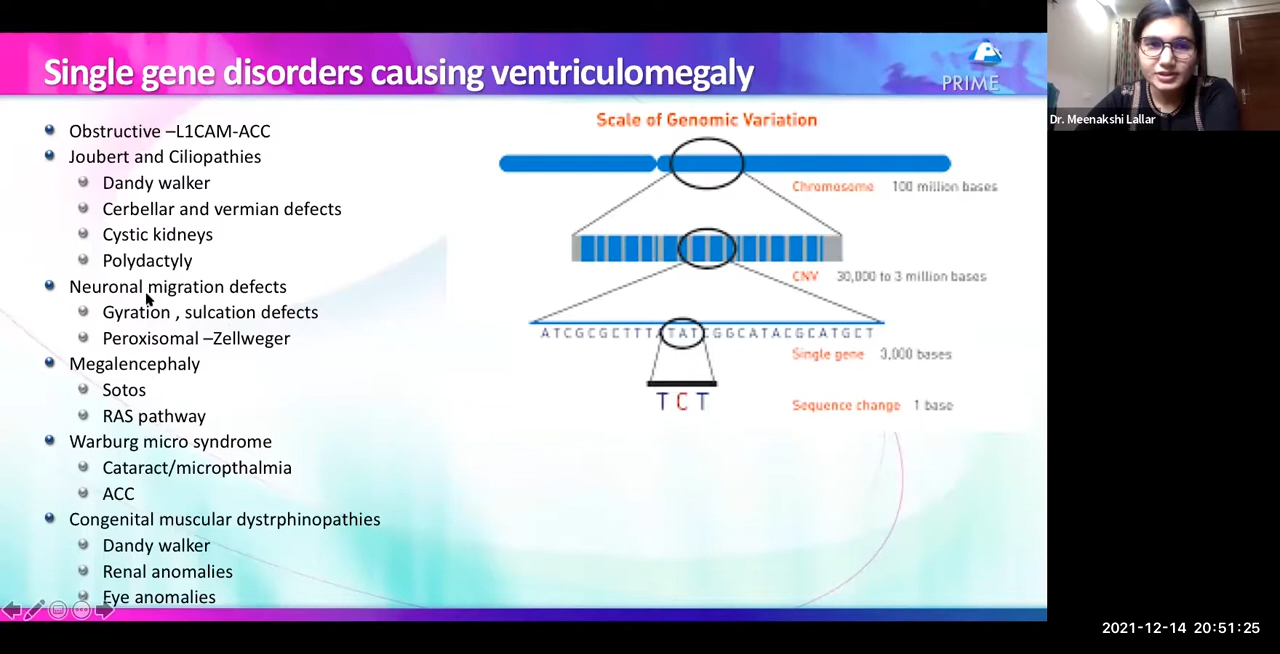 Single gene disorders causing ventriculomegaly
PRIME
Dr. Meenakshi Lallar
Obstructive –L1CAM-ACC
Joubert and Ciliopathies
Dandy walker
Cerbellar and vermian defects
Cystic kidneys
Polydactyly
Neuronal migration defects
Gyration , sulcation defects
Peroxisomal –Zellweger
Megalencephaly
Sotos
RAS pathway
Warburg micro syndrome
Cataract/micropthalmia
ACC
Congenital muscular dystrphinopathies
Dandy walker
Renal anomalies
Eye anomalies
Scale of Genomic Variation
Chromosome 100 million bases
CNV 30,000 to 3 million bases
ATCGCGCTTTATATCGGCATACGCATGCT
Single gene 3,000 bases
TCT
Sequence change 1 base
2021-12-14 20:51:25